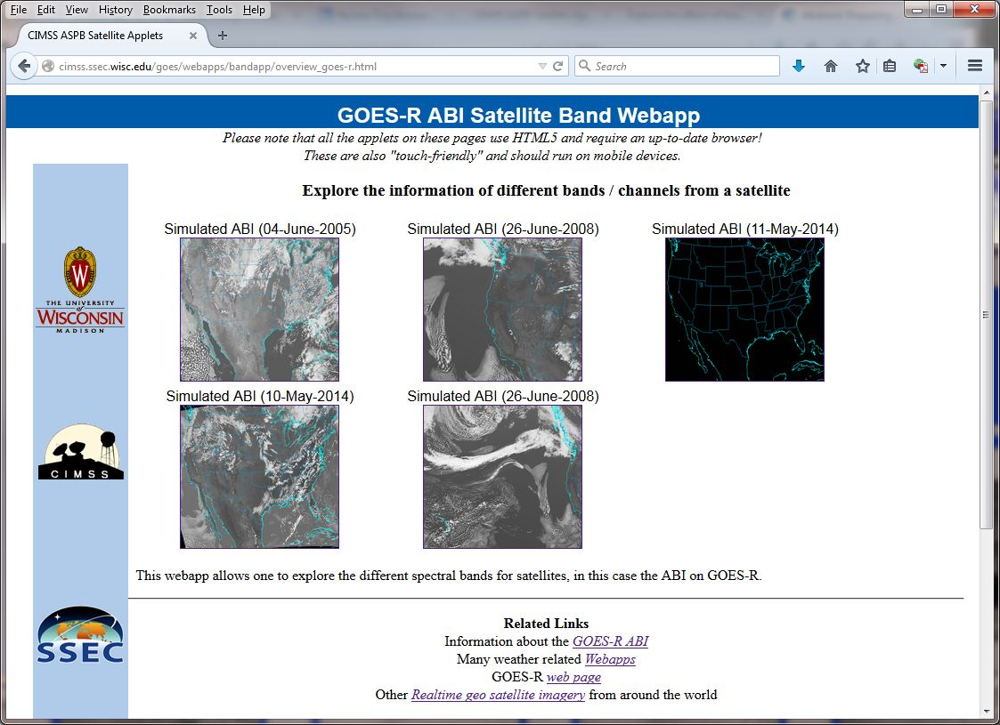 File Edit View History Bookmarks Tools Help
CIMSS ASPB Satellite Applets
cimss.ssec.wisc.edu/goes/webapps/bandapp/overview_goes-r.html
Search
GOES-R ABI Satellite Band Webapp
Please note that all the applets on these pages use HTML5 and require an up-to-date browser!
These are also "touch-friendly" and should run on mobile devices.
Explore the information of different bands / channels from a satellite
Simulated ABI (04-June-2005) Simulated ABI (26-June-2008) Simulated ABI (11-May-2014)
W
THE UNIVERSITY
of
WISCONSIN
MADISON
Simulated ABI (10-May-2014) Simulated ABI (26-June-2008)
CIMSS
This webapp allows one to explore the different spectral bands for satellites, in this case the ABI on GOES-R.
SSEC
Related Links
Information about the GOES-R ABI
Many weather related Webapps
GOES-R web page
Other Realtime geo satellite imagery from around the world